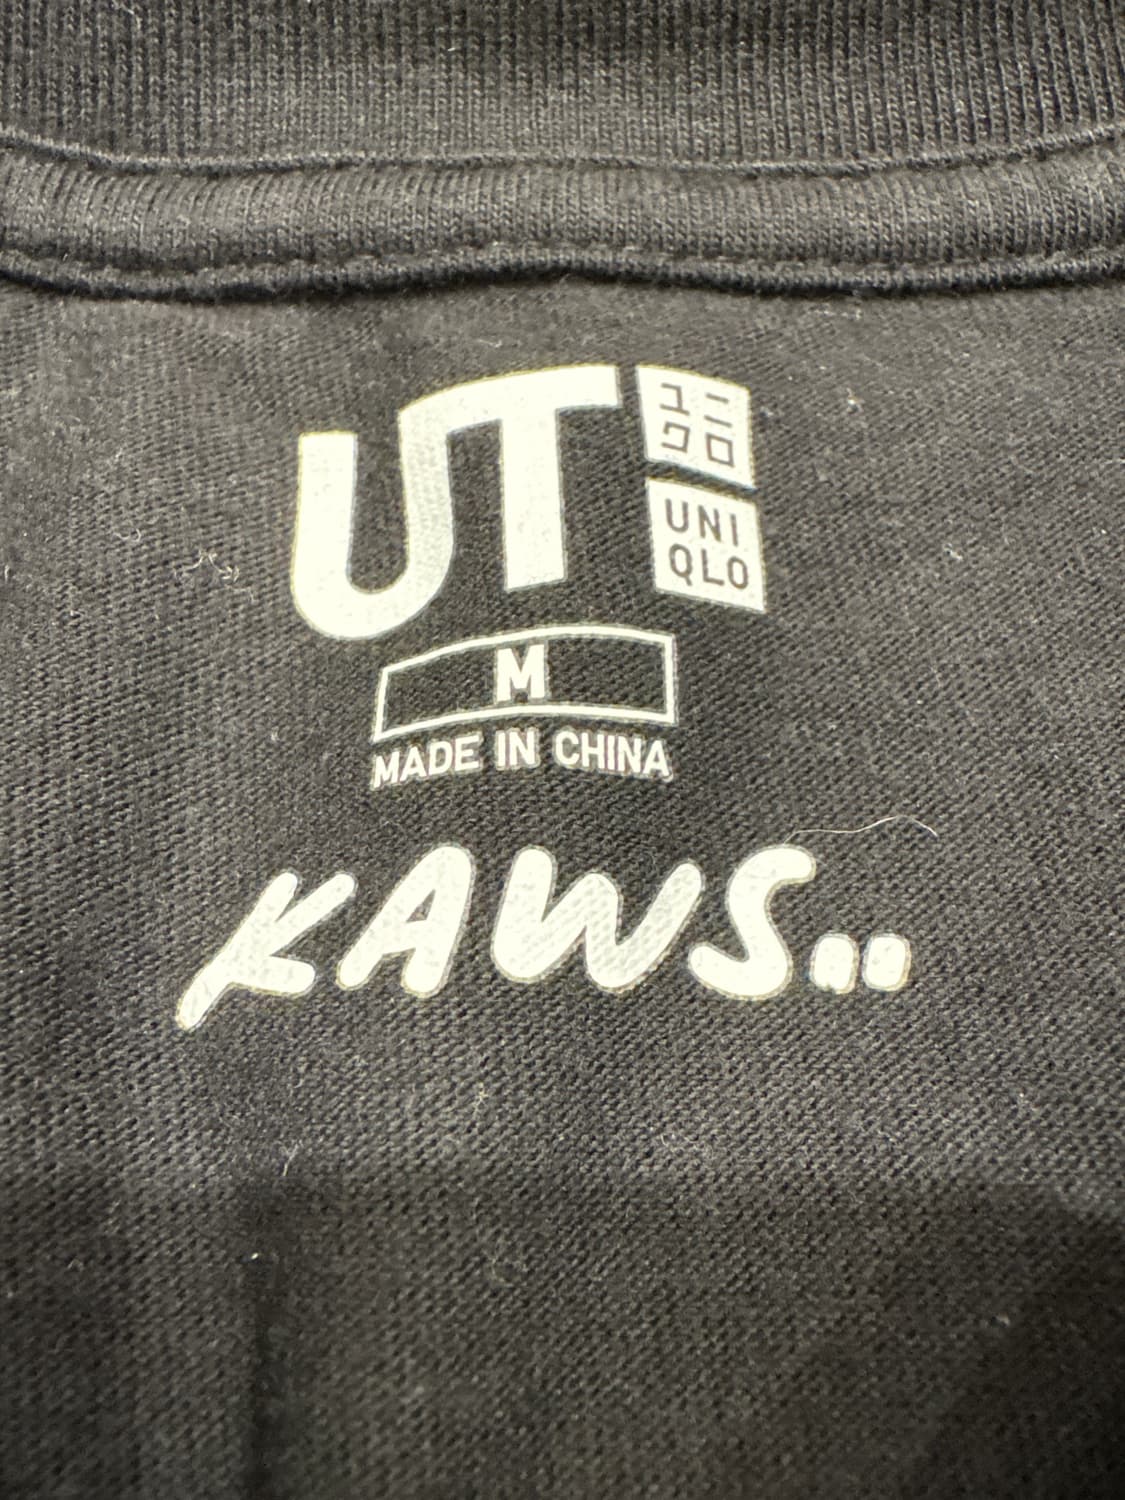 UT
ユニ
クロ
UNI
QLO
M
MADE IN CHINA
KAWS..